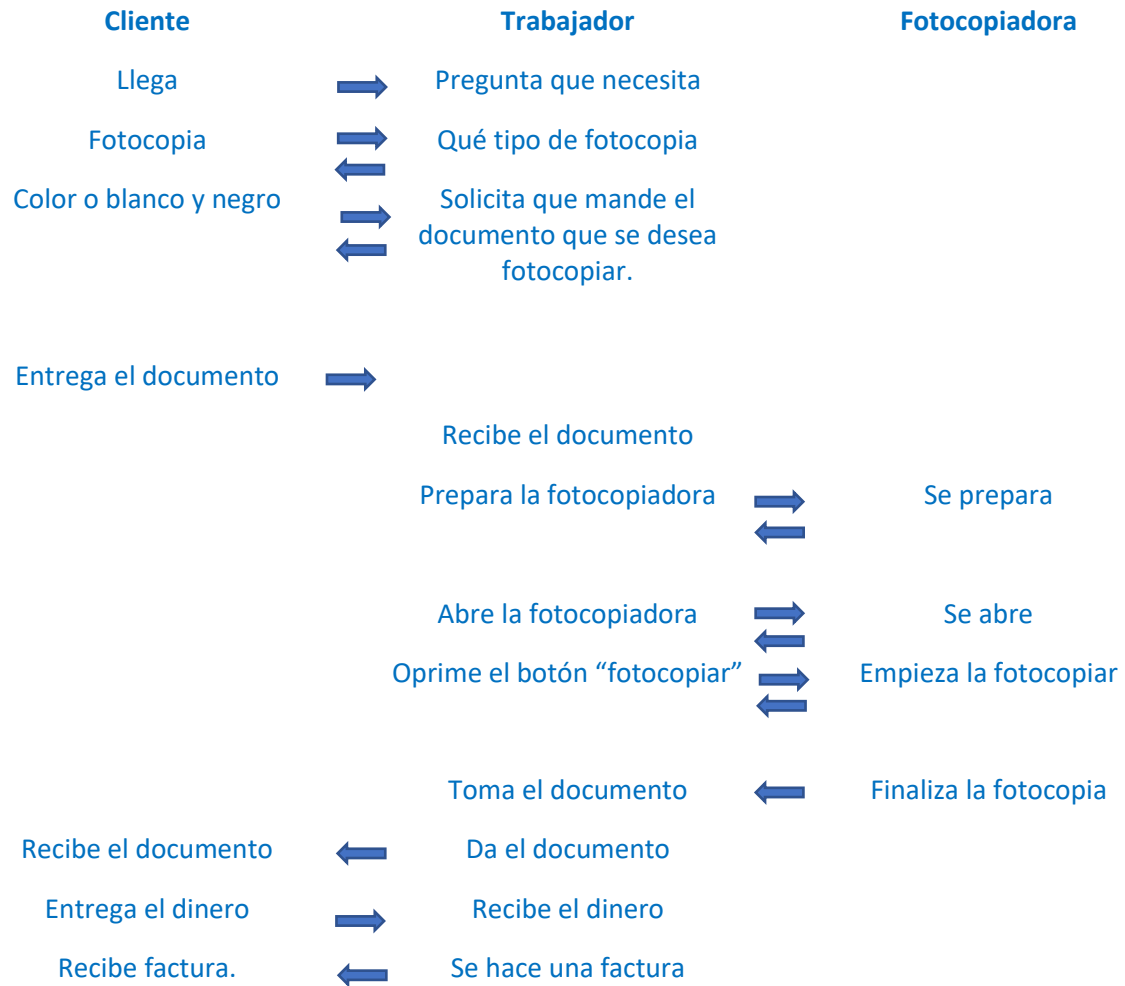 Cliente Trabajador Fotocopiadora
Llega Pregunta que necesita
Fotocopia Qué tipo de fotocopia
Color o blanco y negro Solicita que mande el
documento que se desea
fotocopiar.
Entrega el documento
Recibe el documento
Prepara la fotocopiadora Se prepara
Abre la fotocopiadora Se abre
Oprime el botón “fotocopiar” Empieza la fotocopiar
Toma el documento Finaliza la fotocopia
Recibe el documento Da el documento
Entrega el dinero Recibe el dinero
Recibe factura. Se hace una factura